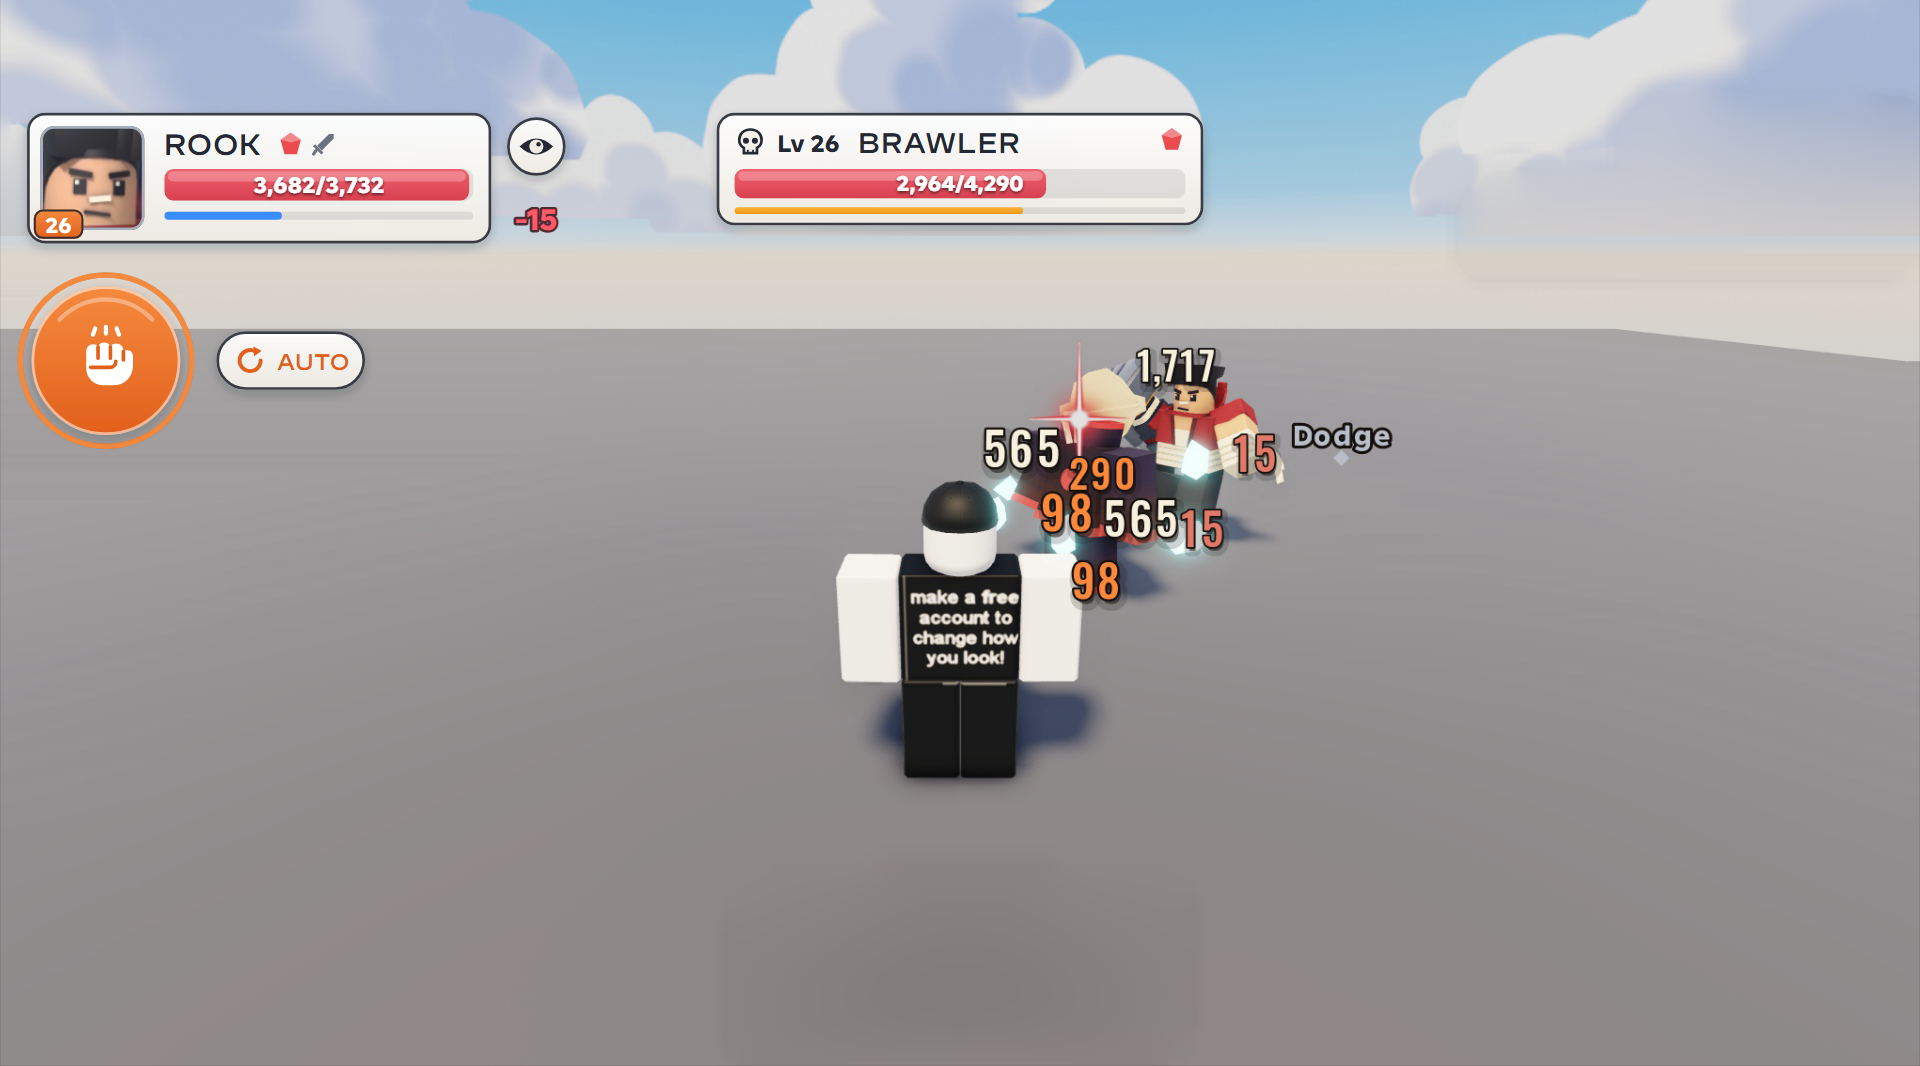 ROOK
3,682/3,732
26
-15
Lv 26 BRAWLER
2,964/4,290
AUTO
1,717
565
290
15
Dodge
98
565
15
98
make a free
account to
change how
you look!